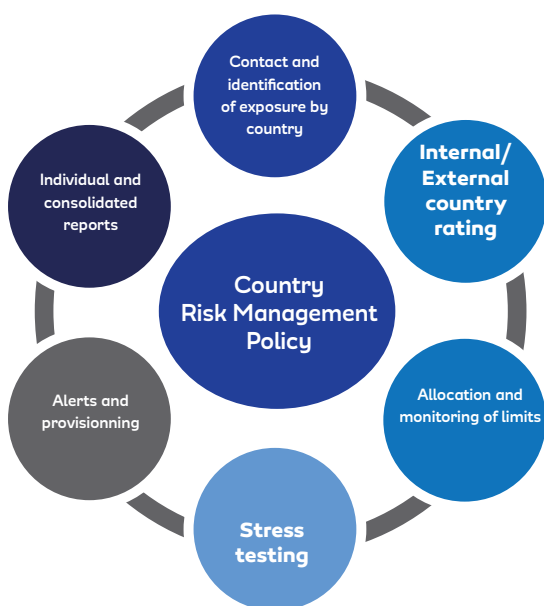 Contact and
identification
of exposure by
country
Internal/
External
country
rating
Individual and
consolidated
reports
Country
Risk Management
Policy
Allocation and
monitoring of limits
Alerts and
provisionning
Stress
testing